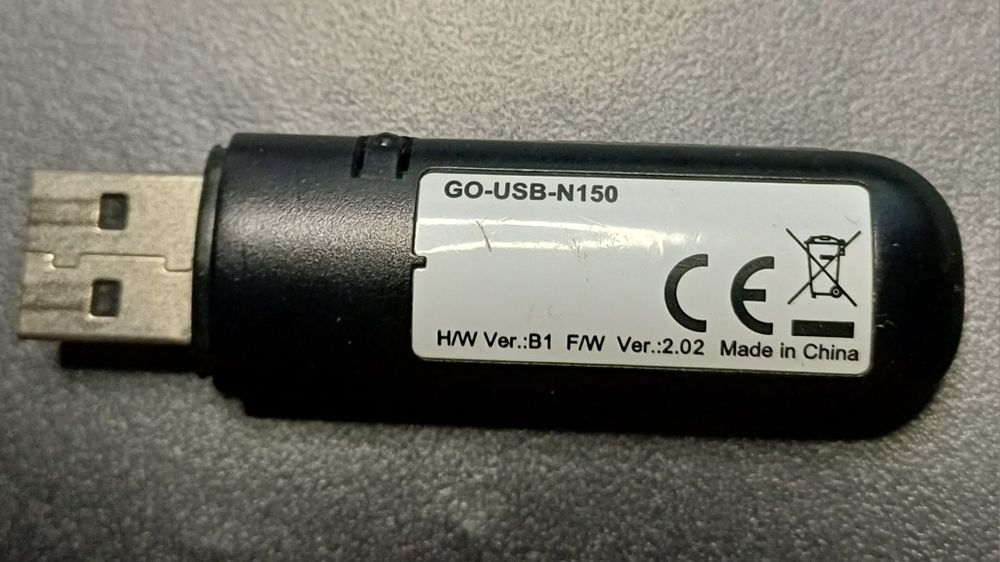 GO-USB-N150
CE
H/W Ver.:B1 F/W Ver.:2.02 Made in China